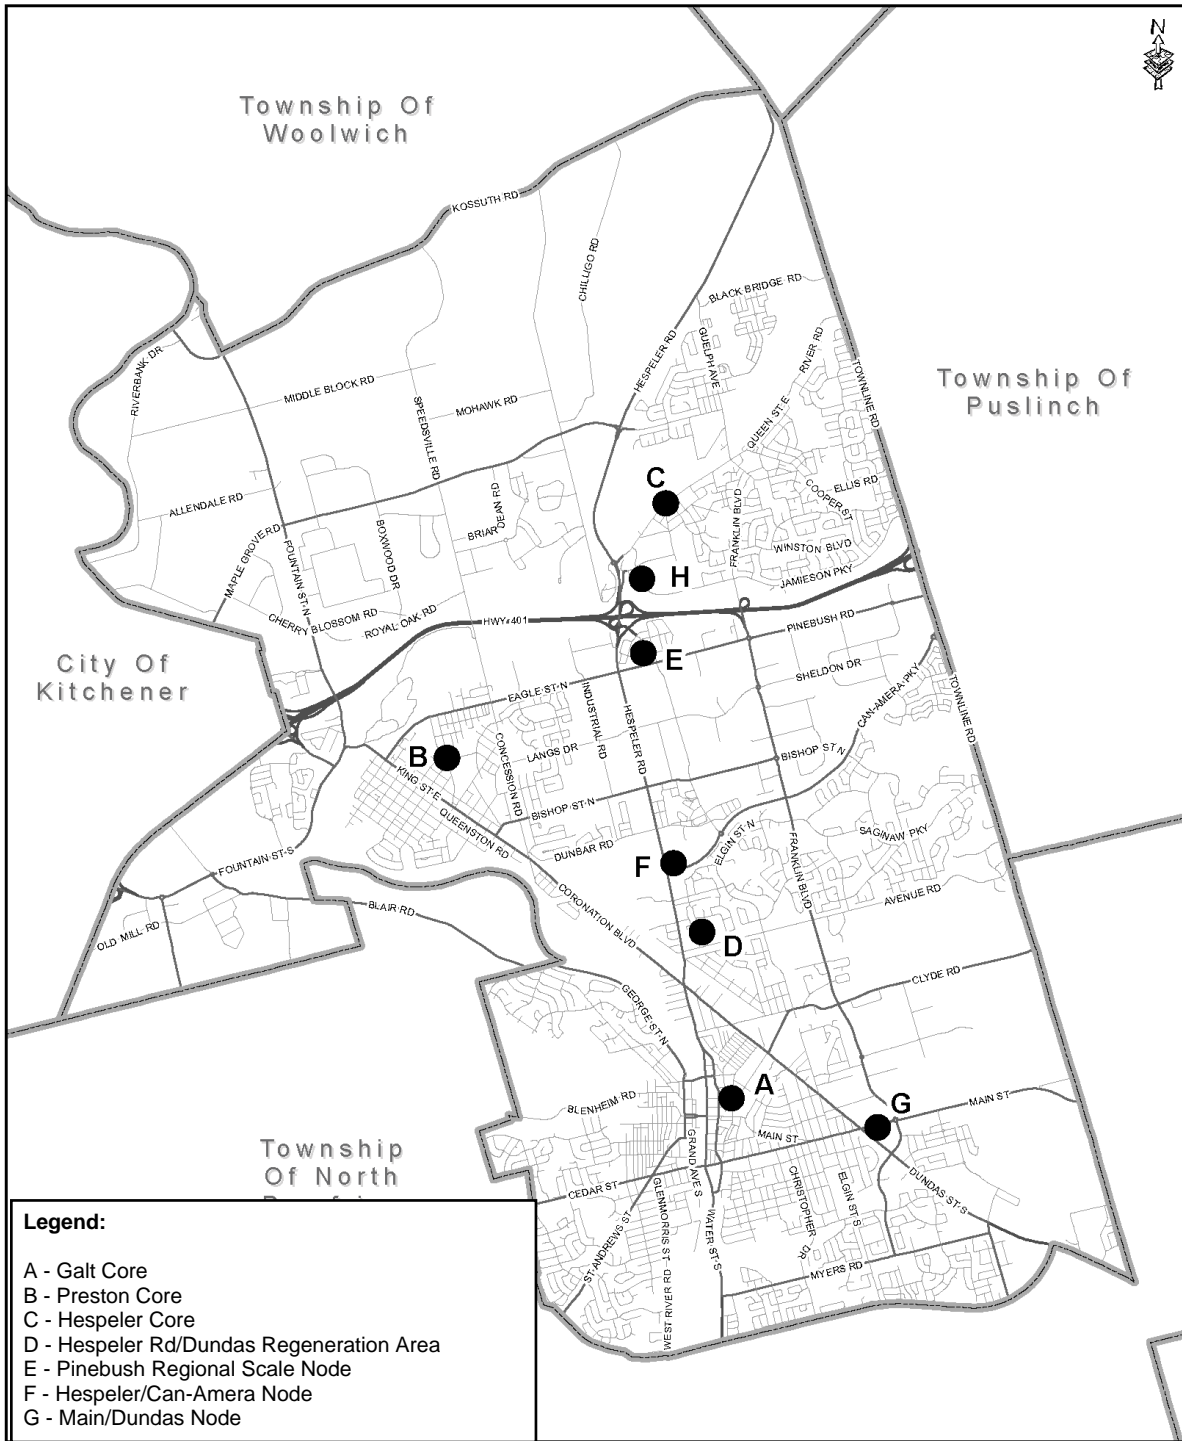 N
Township Of
Woolwich
KOSSUTH RD
CHILLIGO RD
BLACK BRIDGE RD
HESPELER RD
GUELPH AVE
RIVER RD
RIVERBANK DR
MIDDLE BLOCK RD
SPEEDSVILLE RD
MOHAWK RD
TOWNLINE RD
Township Of
Puslinch
QUEEN ST E
C
ALLENDALE RD
BRIAR
DEAN RD
FRANKLIN BLVD
COOPER ST
ELLIS RD
MAPLE GROVE RD
FOUNTAIN ST N
BOXWOOD DR
WINSTON BLVD
JAMIESON PKY
H
CHERRY BLOSSOM RD
ROYAL OAK RD
HWY 401
PINEBUSH RD
City Of
Kitchener
E
SHELDON DR
EAGLE ST N
INDUSTRIAL RD
HESPELER RD
CAN-AMERA PKY
TOWNLINE RD
B
KING ST E
CONCESSION RD
LANGS DR
BISHOP ST N
BISHOP ST N
QUEENSTON RD
DUNBAR RD
ELGIN ST N
SAGINAW PKY
FRANKLIN BLVD
F
FOUNTAIN ST S
BLAIR RD
CORONATION BLVD
AVENUE RD
OLD MILL RD
D
CLYDE RD
GEORGE ST N
A
BLENHEIM RD
G
MAIN ST
MAIN ST
Township
Of North
GRAND AVE S
CEDAR ST
CHRISTOPHER DR
ELGIN ST S
DUNDAS ST S
ST ANDREWS ST
WATER ST S
MYERS RD
WEST RIVER RD
Legend:
A - Galt Core
B - Preston Core
C - Hespeler Core
D - Hespeler Rd/Dundas Regeneration Area
E - Pinebush Regional Scale Node
F - Hespeler/Can-Amera Node
G - Main/Dundas Node